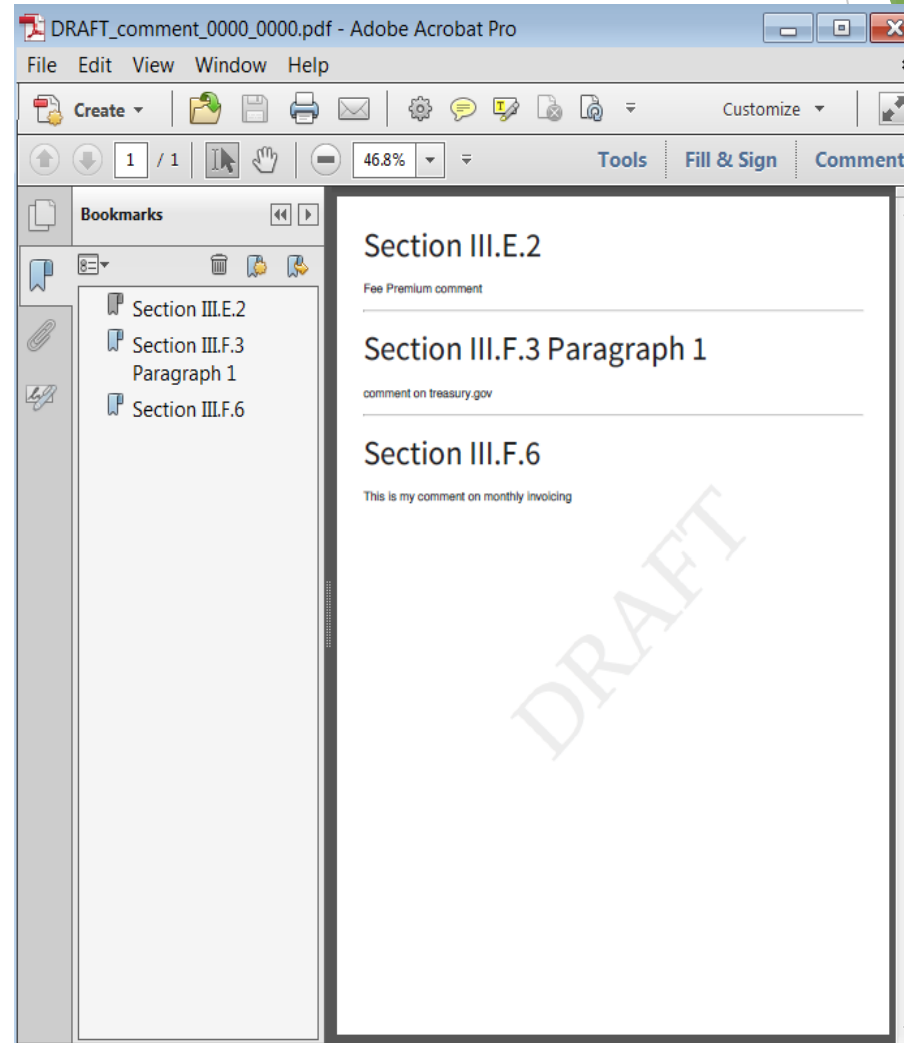 DRAFT_comment_0000_0000.pdf - Adobe Acrobat Pro
File Edit View Window Help
Create Customize
1 / 1 46.8% Tools Fill & Sign Comment
Bookmarks
Section III.E.2
Section III.F.3
Paragraph 1
Section III.F.6
Section III.E.2
Fee Premium comment
Section III.F.3 Paragraph 1
comment on treasury.gov
Section III.F.6
This is my comment on monthly invoicing
DRAFT